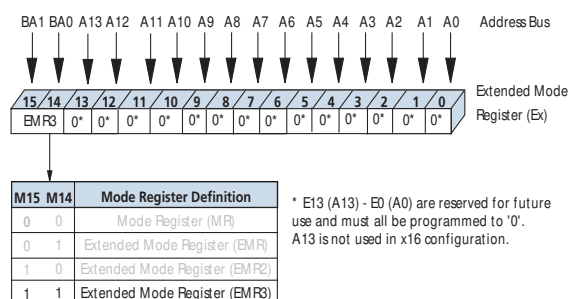 BA1 BA0 A13 A12 A11 A10 A9 A8 A7 A6 A5 A4 A3 A2 A1 A0 Address Bus
15 14 13 12 11 10 9 8 7 6 5 4 3 2 1 0 Extended Mode
EMR3 0* 0* 0* 0* 0* 0* 0* 0* 0* 0* 0* 0* 0* 0* Register (Ex)
M15 M14 Mode Register Definition
0 0 Mode Register (MR)
0 1 Extended Mode Register (EMR)
1 0 Extended Mode Register (EMR2)
1 1 Extended Mode Register (EMR3)
* E13 (A13) - E0 (A0) are reserved for future
use and must all be programmed to '0'.
A13 is not used in x16 configuration.